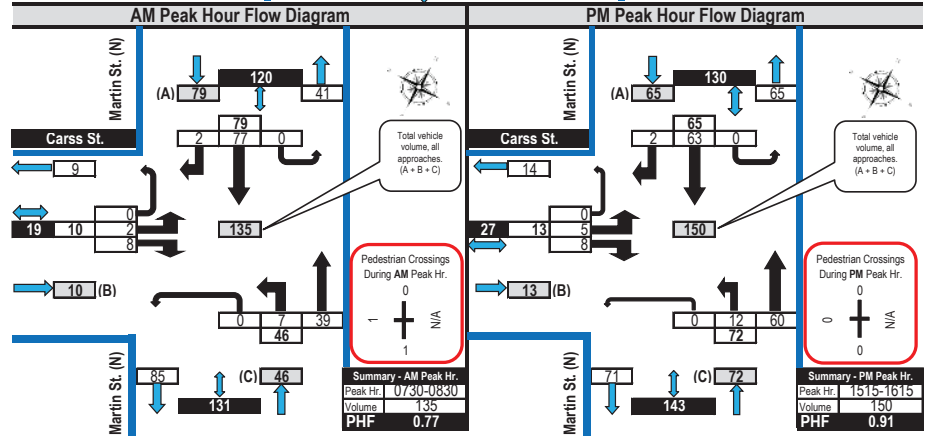 AM Peak Hour Flow Diagram
Martin St. (N)
120
(A) 79
41
79
2 77 0
Carss St.
9
Total vehicle
volume, all
approaches.
(A + B + C)
0
19 10 2
8
135
10 (B)
Pedestrian Crossings
During AM Peak Hr.
0
1
N/A
1
0 7 39
46
Martin St. (N)
85
(C) 46
131
Summary - AM Peak Hr.
Peak Hr. 0730-0830
Volume 135
PHF 0.77
PM Peak Hour Flow Diagram
Martin St. (N)
130
(A) 65
65
65
2 63 0
Carss St.
14
Total vehicle
volume, all
approaches.
(A + B + C)
0
27 13 5
8
150
13 (B)
Pedestrian Crossings
During PM Peak Hr.
0
0
N/A
0
0 12 60
72
Martin St. (N)
71
(C) 72
143
Summary - PM Peak Hr.
Peak Hr. 1515-1615
Volume 150
PHF 0.91